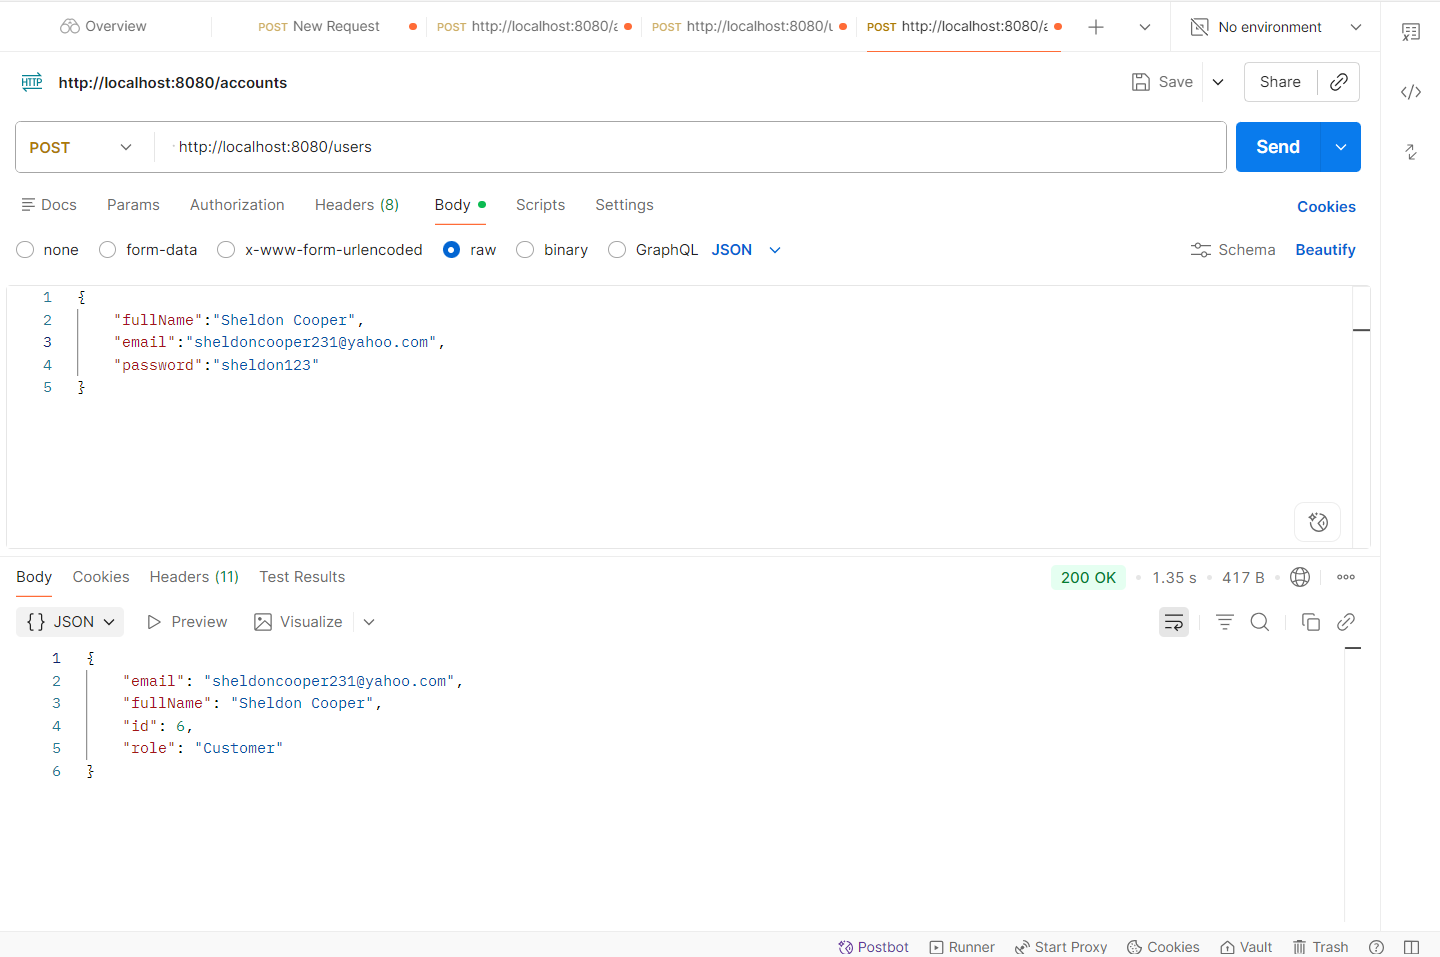 Overview
POST New Request
POST http://localhost:8080/a
POST http://localhost:8080/u
POST http://localhost:8080/a
No environment
HTTP http://localhost:8080/accounts
Save
Share
POST
http://localhost:8080/users
Send
Docs Params Authorization Headers (8) Body Scripts Settings
Cookies
none form-data x-www-form-urlencoded raw binary GraphQL JSON
Schema Beautify
1 {
2 "fullName":"Sheldon Cooper",
3 "email":"sheldoncooper231@yahoo.com",
4 "password":"sheldon123"
5 }
Body Cookies Headers (11) Test Results
200 OK • 1.35 s • 417 B
{} JSON Preview Visualize
1 {
2 "email": "sheldoncooper231@yahoo.com",
3 "fullName": "Sheldon Cooper",
4 "id": 6,
5 "role": "Customer"
6 }
Postbot Runner Start Proxy Cookies Vault Trash